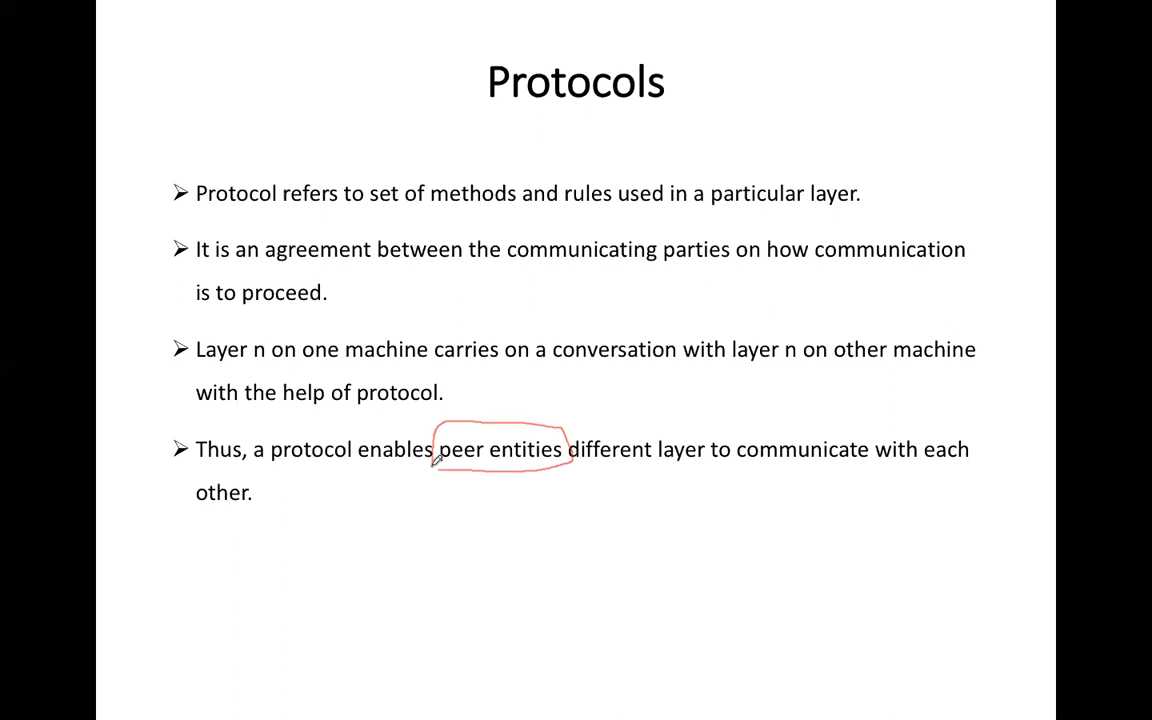 Protocols
➢ Protocol refers to set of methods and rules used in a particular layer.
➢ It is an agreement between the communicating parties on how communication
is to proceed.
➢ Layer n on one machine carries on a conversation with layer n on other machine
with the help of protocol.
➢ Thus, a protocol enables peer entities different layer to communicate with each
other.